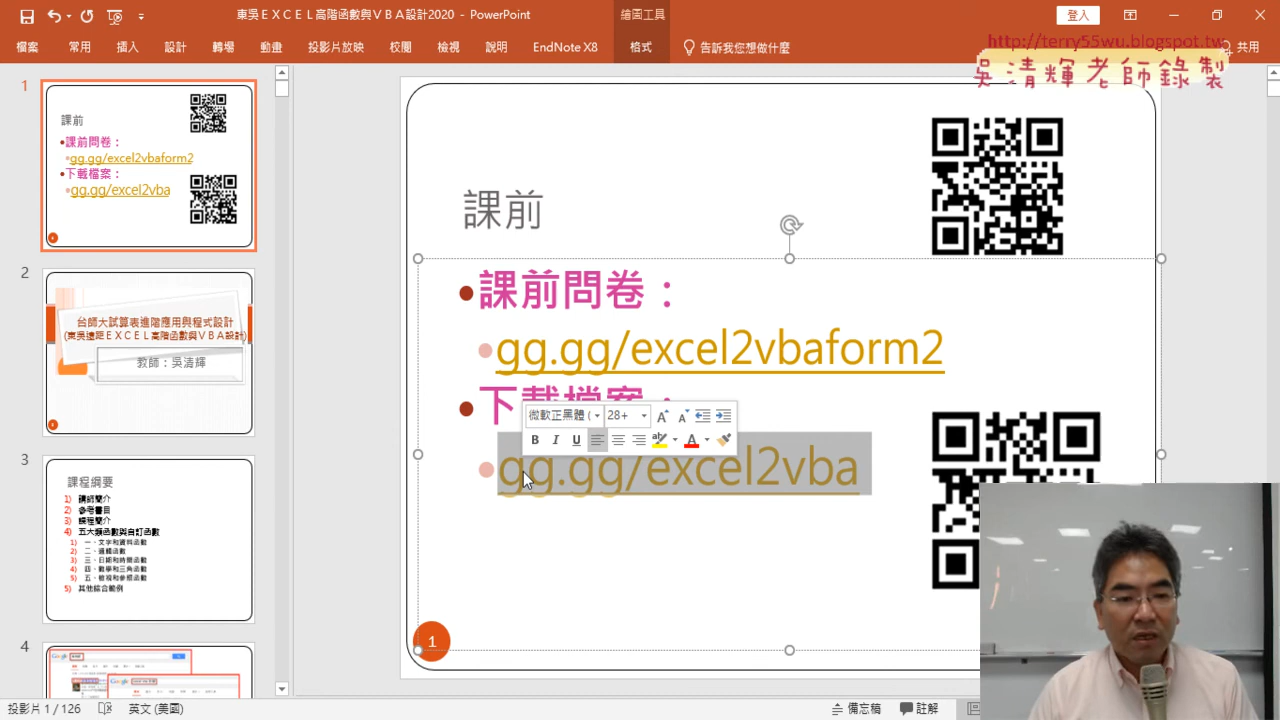 東吳ＥＸＣＥＬ高階函數與ＶＢＡ設計2020 - PowerPoint
繪圖工具
登入
檔案
常用
插入
設計
轉場
動畫
投影片放映
校閱
檢視
說明
EndNote X8
格式
告訴我您想做什麼
共用
http://terry55wu.blogspot.tw
吳清輝老師錄製
1
課前
課前問卷：
gg.gg/excel2vbaform2
下載檔案：
gg.gg/excel2vba
2
台師大試算表進階應用與程式設計
(東吳遠距ＥＸＣＥＬ高階函數與ＶＢＡ設計)
教師：吳清輝
3
課程綱要
1) 講師簡介
2) 參考書目
3) 課程簡介
4) 五大類函數與自訂函數
1) 一、文字和資料函數
2) 二、邏輯函數
3) 三、日期和時間函數
4) 四、數學和三角函數
5) 五、檢視和參照函數
5) 其他綜合範例
4
Google
課前
課前問卷：
gg.gg/excel2vbaform2
下載檔案：
微軟正黑體 (
28+
B I U
gg.gg/excel2vba
1
投影片 1 / 126
英文 (美國)
備忘稿
註解